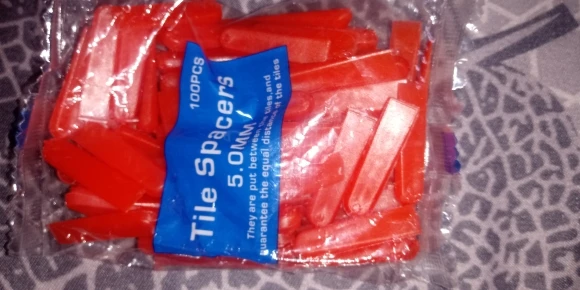 100PCS
Tile Spacers
5.0MM
They are put between tiles,and
guarantee the equal distance of the tiles